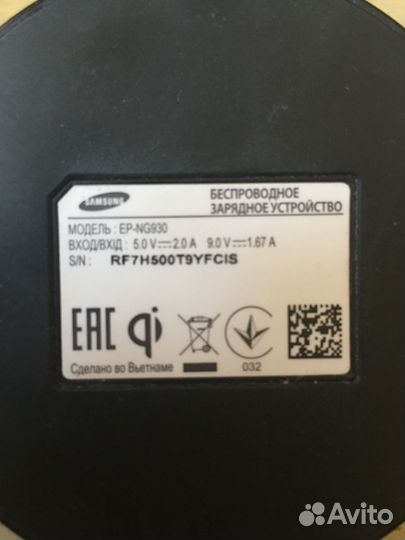 SAMSUNG
БЕСПРОВОДНОЕ
ЗАРЯДНОЕ УСТРОЙСТВО
МОДЕЛЬ : EP-NG930
ВХОД/ВХІД : 5.0 V⎓2.0 A 9.0 V⎓1.67 A
S/N : RF7H500T9YFCIS
EAC qi
032
Сделано во Вьетнаме
Avito